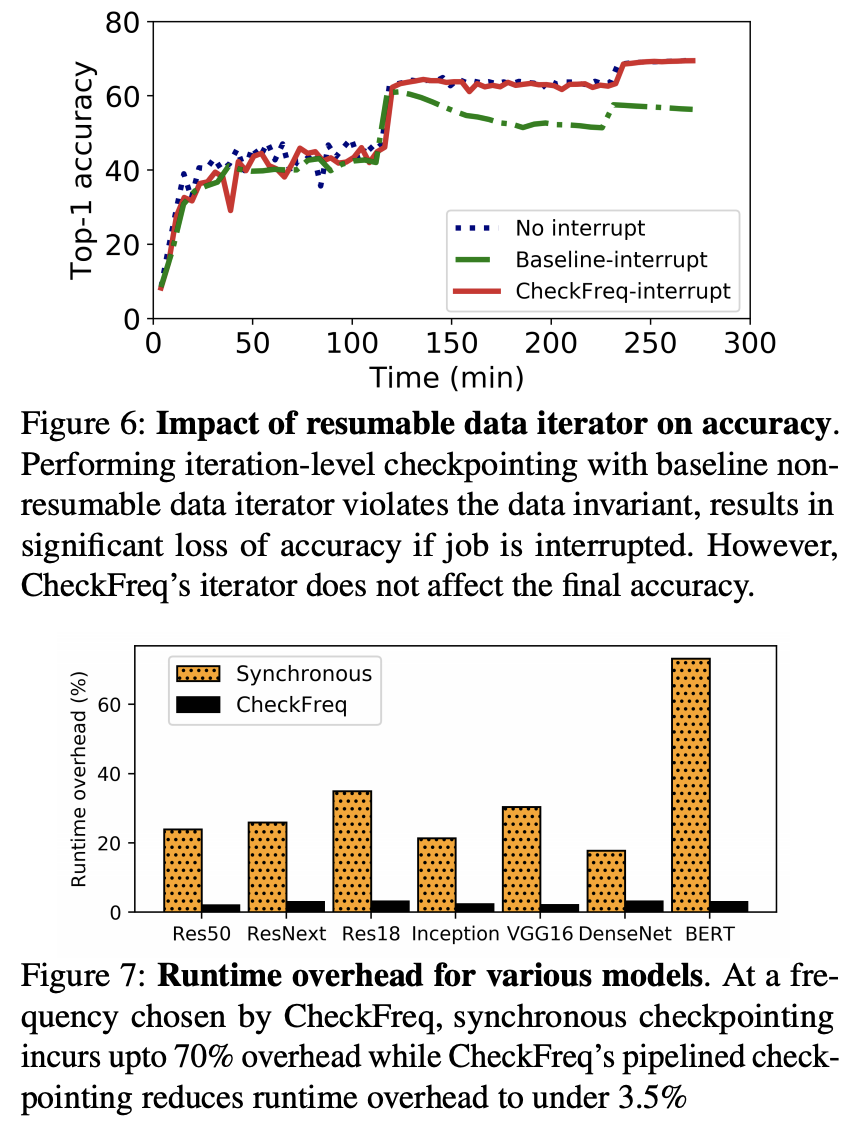 80
60
40
20
0
Top-1 accuracy
No interrupt
Baseline-interrupt
CheckFreq-interrupt
0 50 100 150 200 250 300
Time (min)
Figure 6: Impact of resumable data iterator on accuracy.
Performing iteration-level checkpointing with baseline non-
resumable data iterator violates the data invariant, results in
significant loss of accuracy if job is interrupted. However,
CheckFreq's iterator does not affect the final accuracy.
Synchronous
CheckFreq
60
40
20
0
Runtime overhead (%)
Res50 ResNext Res18 Inception VGG16 DenseNet BERT
Figure 7: Runtime overhead for various models. At a fre-
quency chosen by CheckFreq, synchronous checkpointing
incurs upto 70% overhead while CheckFreq's pipelined check-
pointing reduces runtime overhead to under 3.5%